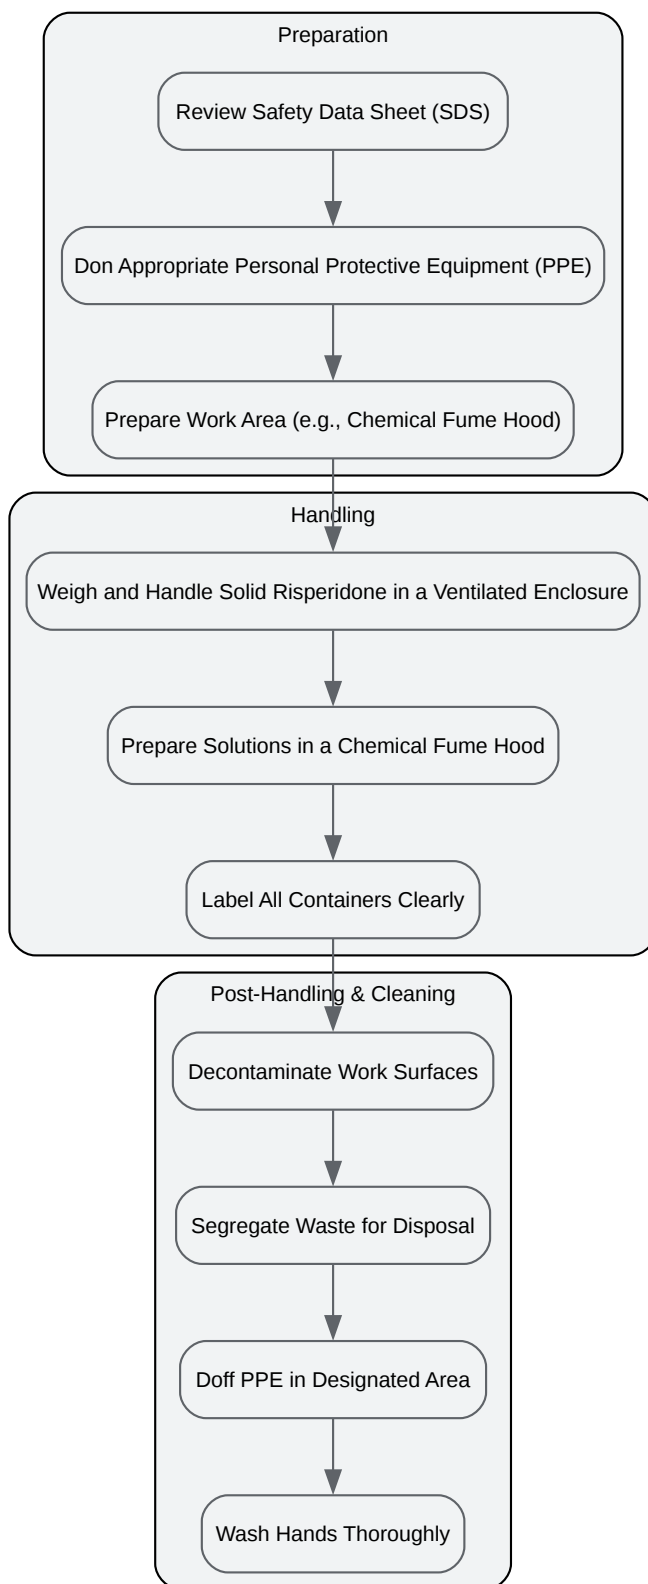 Preparation
Review Safety Data Sheet (SDS)
Don Appropriate Personal Protective Equipment (PPE)
Prepare Work Area (e.g., Chemical Fume Hood)
Handling
Weigh and Handle Solid Risperidone in a Ventilated Enclosure
Prepare Solutions in a Chemical Fume Hood
Label All Containers Clearly
Post-Handling & Cleaning
Decontaminate Work Surfaces
Segregate Waste for Disposal
Doff PPE in Designated Area
Wash Hands Thoroughly